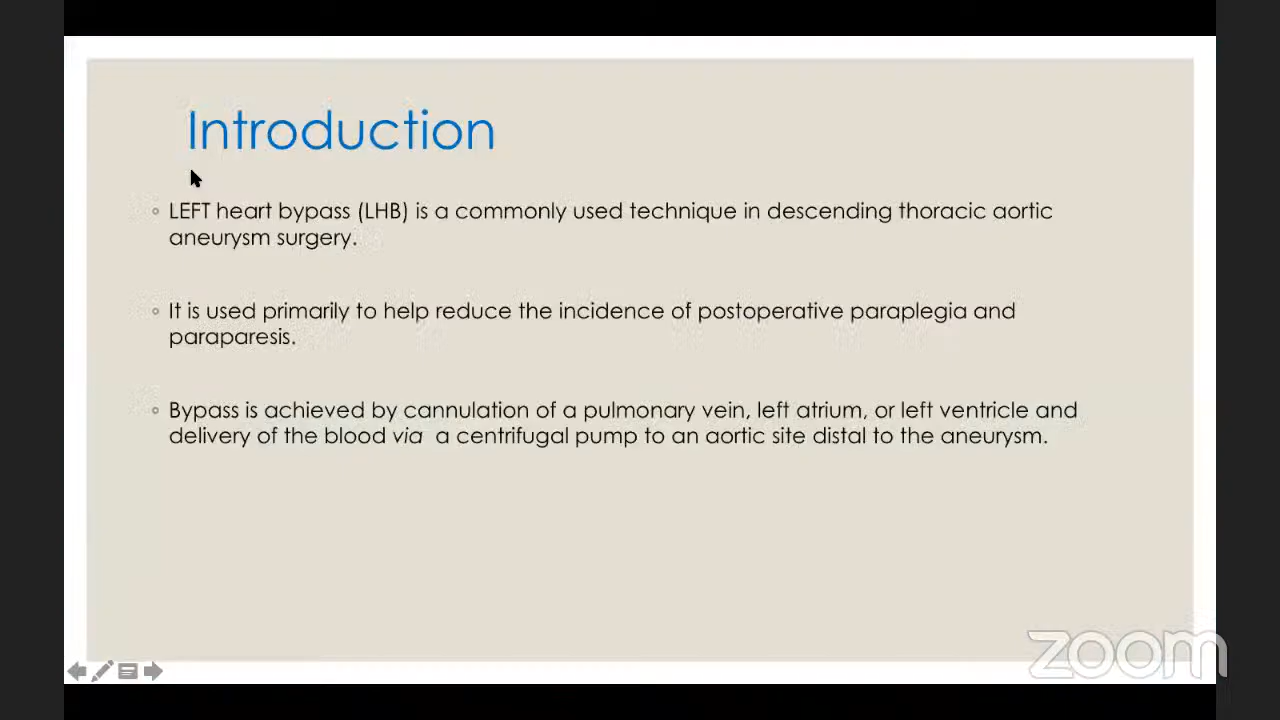 Introduction
◦ LEFT heart bypass (LHB) is a commonly used technique in descending thoracic aortic
aneurysm surgery.
◦ It is used primarily to help reduce the incidence of postoperative paraplegia and
paraparesis.
◦ Bypass is achieved by cannulation of a pulmonary vein, left atrium, or left ventricle and
delivery of the blood via a centrifugal pump to an aortic site distal to the aneurysm.
zoom